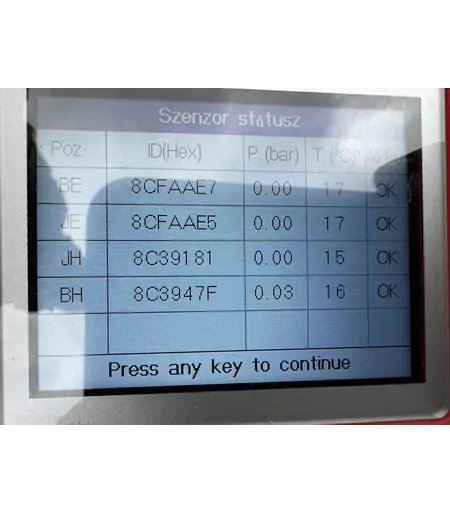 Szenzor státusz
Poz. ID(Hex) P.(bar) T.(°C)
BE 8CFAAE7 0.00 17 OK
JE 8CFAAE5 0.00 17 OK
JH 8C39181 0.00 15 OK
BH 8C3947F 0.03 16 OK
Press any key to continue